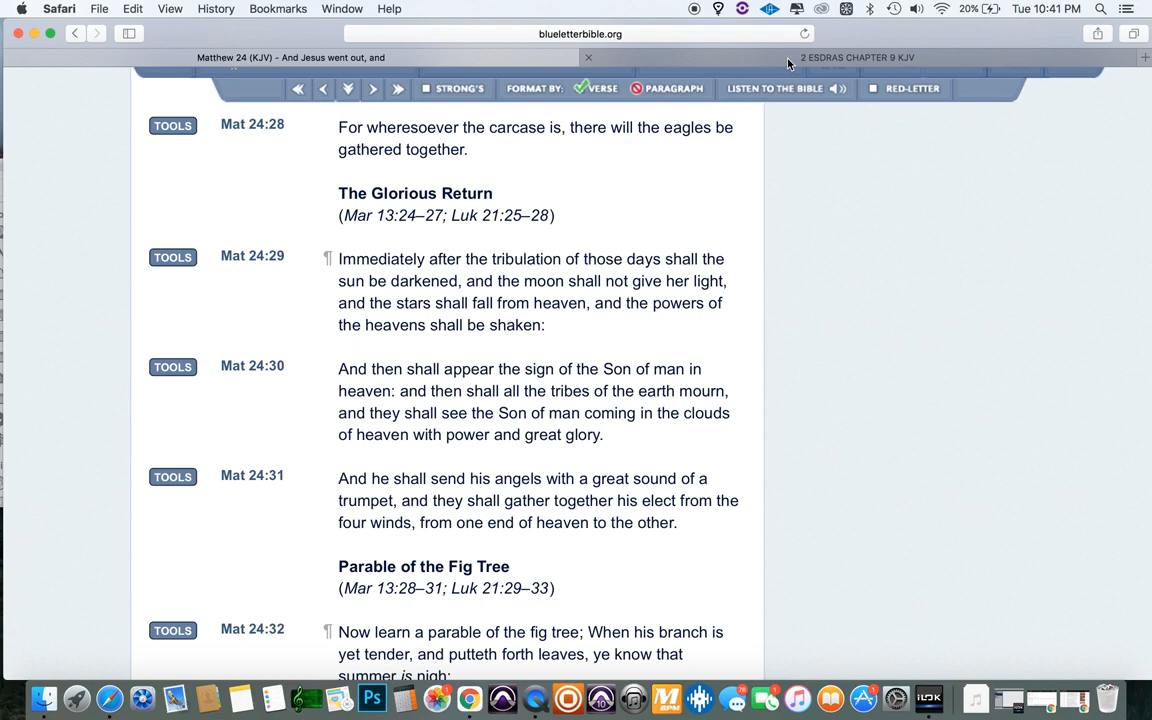 Safari File Edit View History Bookmarks Window Help 20% Tue 10:41 PM
blueletterbible.org
Matthew 24 (KJV) - And Jesus went out, and 2 ESDRAS CHAPTER 9 KJV
STRONG'S FORMAT BY: VERSE PARAGRAPH LISTEN TO THE BIBLE RED-LETTER
TOOLS Mat 24:28 For wheresoever the carcase is, there will the eagles be
gathered together.
The Glorious Return
(Mar 13:24–27; Luk 21:25–28)
TOOLS Mat 24:29 ¶ Immediately after the tribulation of those days shall the
sun be darkened, and the moon shall not give her light,
and the stars shall fall from heaven, and the powers of
the heavens shall be shaken:
TOOLS Mat 24:30 And then shall appear the sign of the Son of man in
heaven: and then shall all the tribes of the earth mourn,
and they shall see the Son of man coming in the clouds
of heaven with power and great glory.
TOOLS Mat 24:31 And he shall send his angels with a great sound of a
trumpet, and they shall gather together his elect from the
four winds, from one end of heaven to the other.
Parable of the Fig Tree
(Mar 13:28–31; Luk 21:29–33)
TOOLS Mat 24:32 ¶ Now learn a parable of the fig tree; When his branch is
yet tender, and putteth forth leaves, ye know that
summer is nigh:
Ps 10 M BPM iLOK